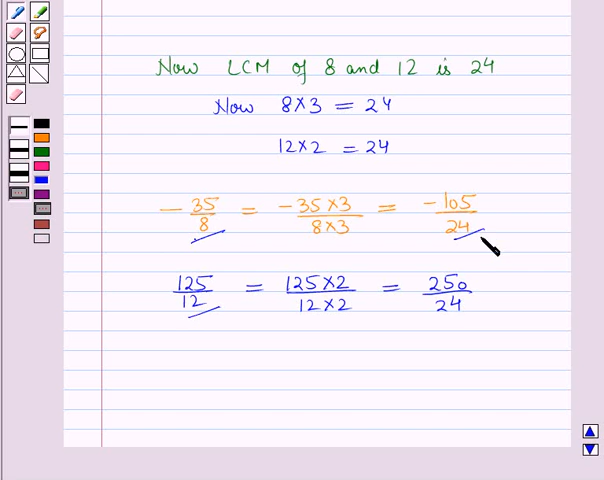 Now LCM of 8 and 12 is 24
Now 8×3 = 24
12×2 = 24
-35/8 = -35×3/8×3 = -105/24
125/12 = 125×2/12×2 = 250/24